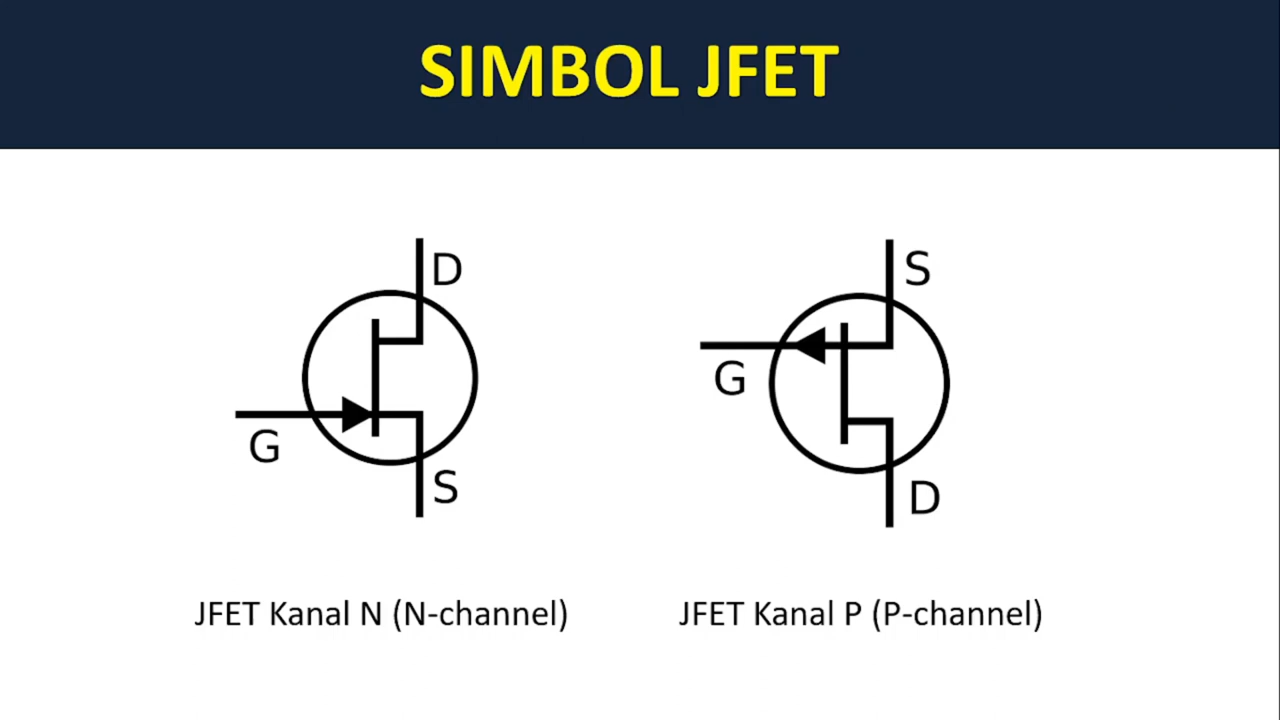 SIMBOL JFET
D
G
S
S
G
D
JFET Kanal N (N-channel)
JFET Kanal P (P-channel)